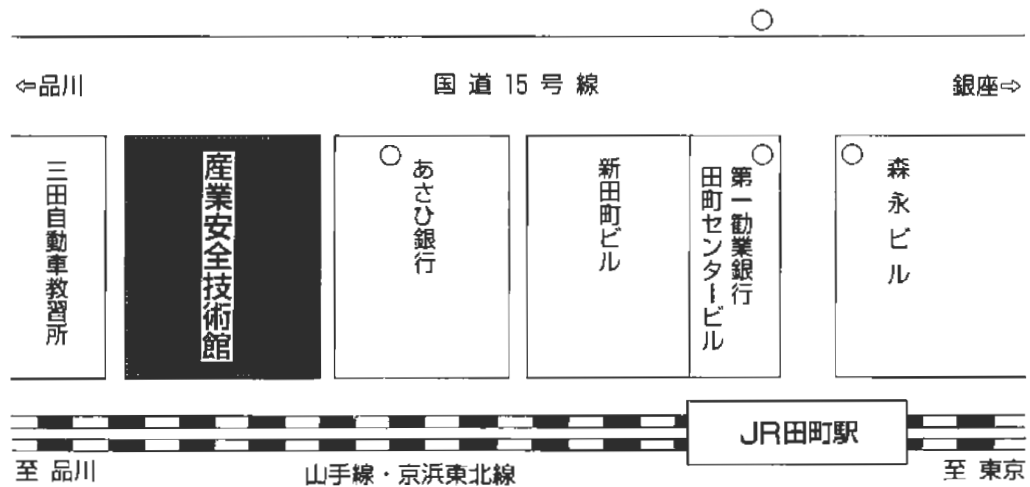 ⇦品川
国道15号線
銀座⇨
三田自動車教習所
産業安全技術館
あさひ銀行
新田町ビル
第一勧業銀行
田町センタービル
森永ビル
JR田町駅
至 品川
山手線・京浜東北線
至 東京